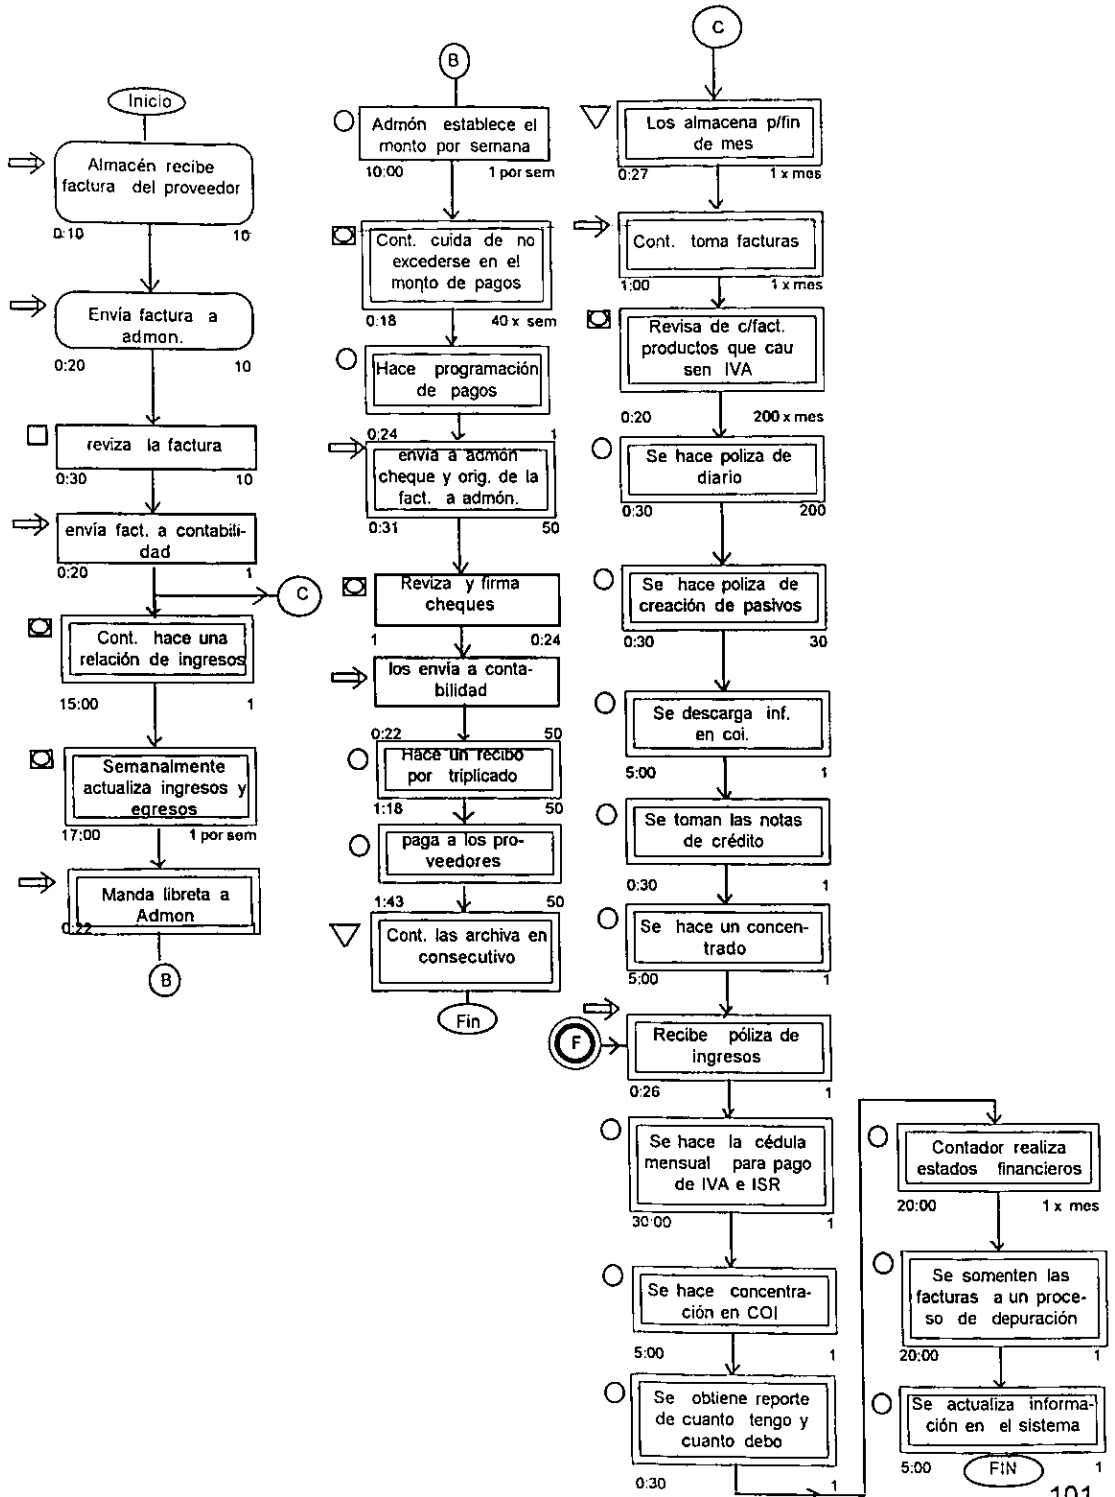 Inicio
Almacén recibe
factura del proveedor
0:10 10
Envía factura a
admon.
0:20 10
reviza la factura
0:30 10
envía fact. a contabili-
dad
0:20 1
C
Cont. hace una
relación de ingresos
15:00 1
Semanalmente
actualiza ingresos y
egresos
17:00 1 por sem
Manda libreta a
Admon
0:22 1
B
B
Admón establece el
monto por semana
10:00 1 por sem
Cont. cuida de no
excederse en el
monto de pagos
0:18 40 x sem
Hace programación
de pagos
0:24 1
envía a admón
cheque y orig. de la
fact. a admón.
0:31 50
Reviza y firma
cheques
1 0:24
los envía a conta-
bilidad
0:22 50
Hace un recibo
por triplicado
1:18 50
paga a los pro-
veedores
1:43 50
Cont. las archiva en
consecutivo
Fin
C
Los almacena p/fin
de mes
0:27 1 x mes
Cont. toma facturas
1:00 1 x mes
Revisa de c/fact.
productos que cau
sen IVA
0:20 200 x mes
Se hace poliza de
diario
0:30 200
Se hace poliza de
creación de pasivos
0:30 30
Se descarga inf.
en coi.
5:00 1
Se toman las notas
de crédito
0:30 1
Se hace un concen-
trado
5:00 1
F
Recibe póliza de
ingresos
0:26 1
Se hace la cédula
mensual para pago
de IVA e ISR
30:00 1
Se hace concentra-
ción en COI
5:00 1
Se obtiene reporte
de cuanto tengo y
cuanto debo
0:30 1
Contador realiza
estados financieros
20:00 1 x mes
Se somenten las
facturas a un proce-
so de depuración
20:00 1
Se actualiza informa-
ción en el sistema
5:00 1
FIN
101